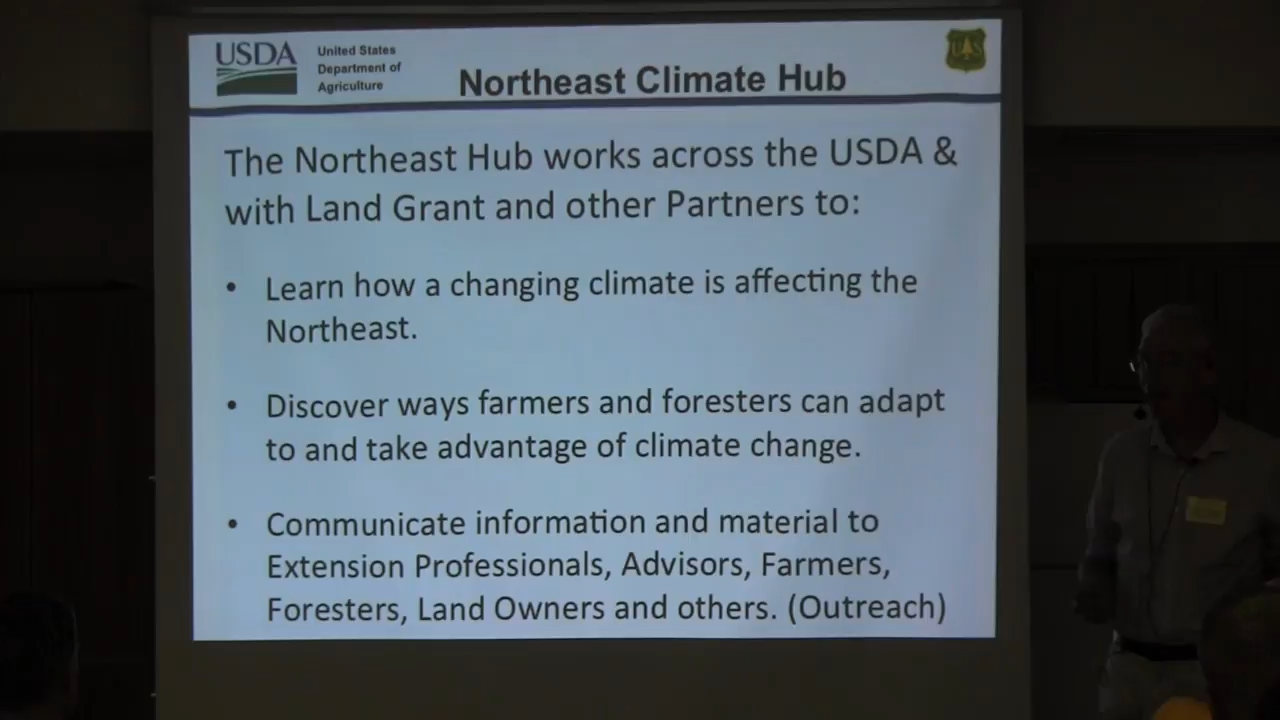 USDA
United States
Department of
Agriculture
Northeast Climate Hub
UAS
The Northeast Hub works across the USDA &
with Land Grant and other Partners to:
• Learn how a changing climate is affecting the
Northeast.
• Discover ways farmers and foresters can adapt
to and take advantage of climate change.
• Communicate information and material to
Extension Professionals, Advisors, Farmers,
Foresters, Land Owners and others. (Outreach)